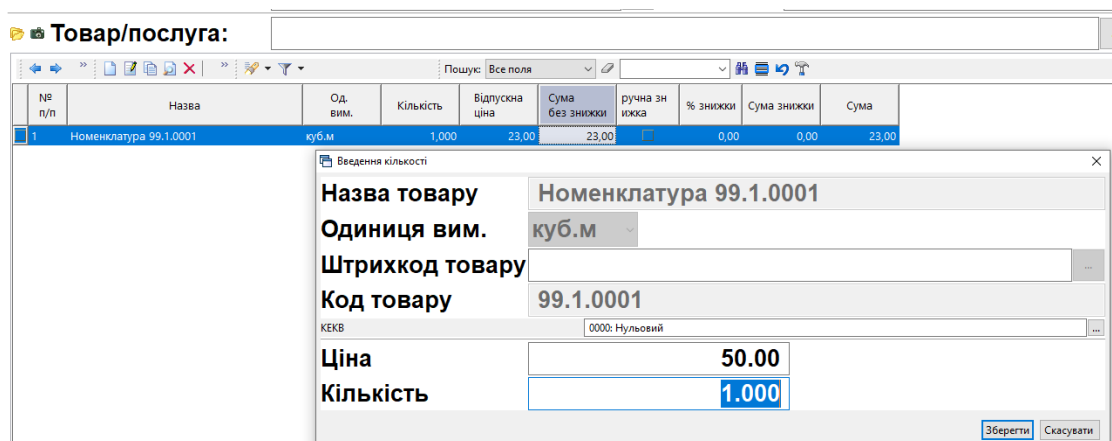 Товар/послуга:
» » Пошук: Все поля
№ п/п Назва Од. вим. Кількість Відпускна ціна Сума без знижки ручна зн ижка % знижки Сума знижки Сума
1 Номенклатура 99.1.0001 куб.м 1,000 23,00 23,00 0,00 0,00 23,00
Введення кількості
Назва товару Номенклатура 99.1.0001
Одиниця вим. куб.м
Штрихкод товару ...
Код товару 99.1.0001
КЕКВ 0000: Нульовий ...
Ціна 50.00
Кількість 1.000
Зберегти Скасувати